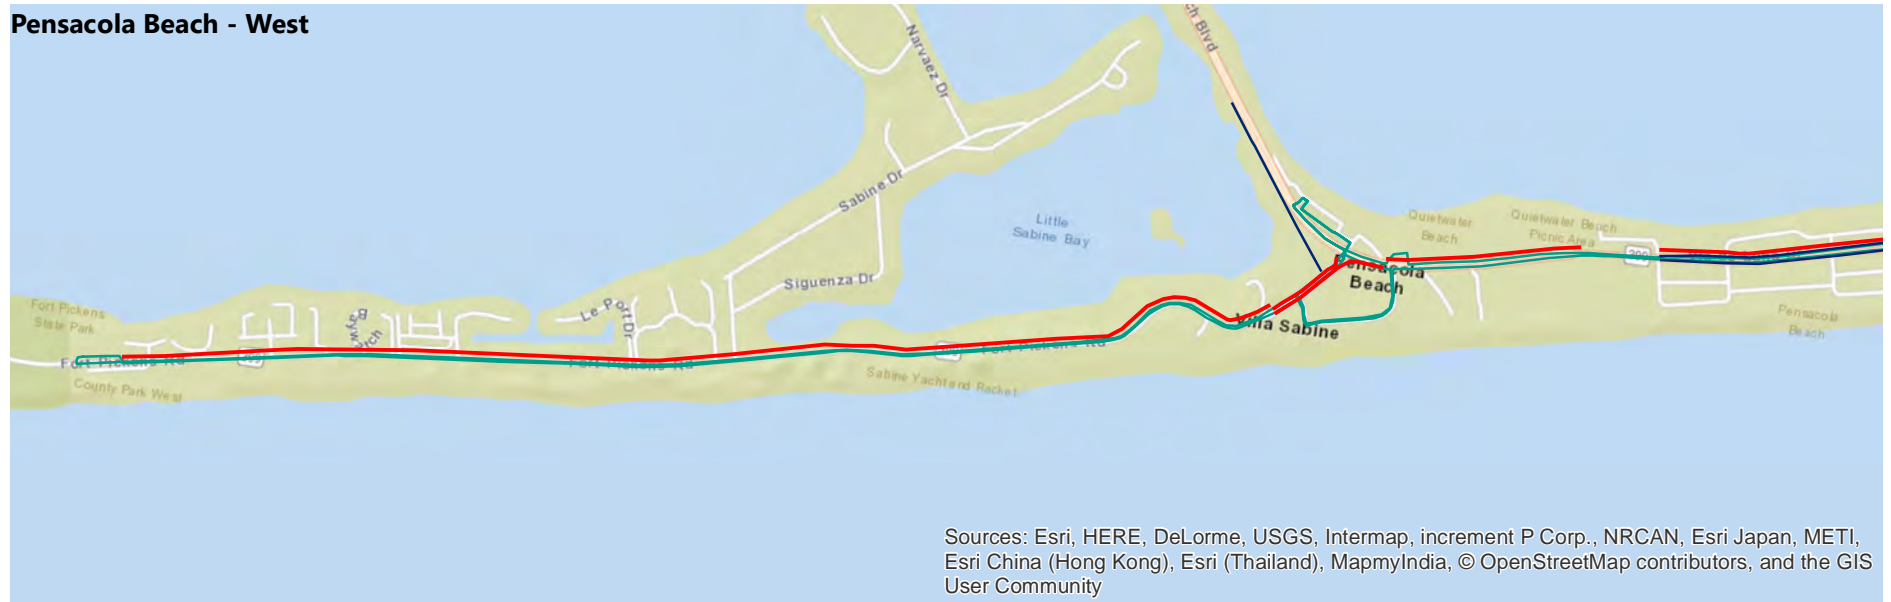 Pensacola Beach - West
ch Blvd
Narvaez Dr
Sabine Dr
Little
Sabine Bay
Quietwater
Beach
Quietwater Beach
Picnic Area
Pensacola
Beach
Siguenza Dr
Le Port Dr
Fort Pickens
State Park
Villa Sabine
Pensacola
Beach
Fort Pickens Rd
Fort Pickens Rd
Fort Pickens Rd
County Park West
Sabine Yacht and Racket
Sources: Esri, HERE, DeLorme, USGS, Intermap, increment P Corp., NRCAN, Esri Japan, METI,
Esri China (Hong Kong), Esri (Thailand), MapmyIndia, © OpenStreetMap contributors, and the GIS
User Community